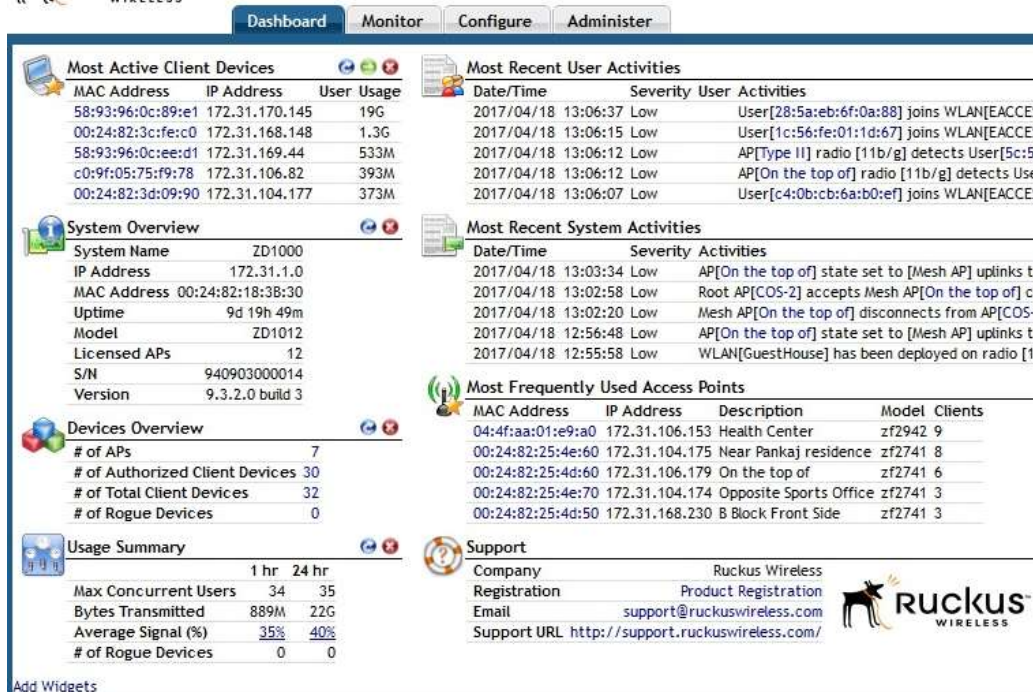 WIRELESS
Dashboard Monitor Configure Administer
Most Active Client Devices
MAC Address IP Address User Usage
58:93:96:0c:89:e1 172.31.170.145 19G
00:24:82:3c:fe:c0 172.31.168.148 1.3G
58:93:96:0c:ee:d1 172.31.169.44 533M
c0:9f:05:75:f9:78 172.31.106.82 393M
00:24:82:3d:09:90 172.31.104.177 373M
System Overview
System Name ZD1000
IP Address 172.31.1.0
MAC Address 00:24:82:18:3B:30
Uptime 9d 19h 49m
Model ZD1012
Licensed APs 12
S/N 940903000014
Version 9.3.2.0 build 3
Devices Overview
# of APs 7
# of Authorized Client Devices 30
# of Total Client Devices 32
# of Rogue Devices 0
Usage Summary
1 hr 24 hr
Max Concurrent Users 34 35
Bytes Transmitted 889M 22G
Average Signal (%) 35% 40%
# of Rogue Devices 0 0
Add Widgets
Most Recent User Activities
Date/Time Severity User Activities
2017/04/18 13:06:37 Low User[28:5a:eb:6f:0a:88] joins WLAN[EACCE
2017/04/18 13:06:15 Low User[1c:56:fe:01:1d:67] joins WLAN[EACCE
2017/04/18 13:06:12 Low AP[Type II] radio [11b/g] detects User[5c:5
2017/04/18 13:06:12 Low AP[On the top of] radio [11b/g] detects Use
2017/04/18 13:06:07 Low User[c4:0b:cb:6a:b0:ef] joins WLAN[EACCE
Most Recent System Activities
Date/Time Severity Activities
2017/04/18 13:03:34 Low AP[On the top of] state set to [Mesh AP] uplinks t
2017/04/18 13:02:58 Low Root AP[COS-2] accepts Mesh AP[On the top of] c
2017/04/18 13:02:20 Low Mesh AP[On the top of] disconnects from AP[COS-
2017/04/18 12:56:48 Low AP[On the top of] state set to [Mesh AP] uplinks t
2017/04/18 12:55:58 Low WLAN[GuestHouse] has been deployed on radio [1
Most Frequently Used Access Points
MAC Address IP Address Description Model Clients
04:4f:aa:01:e9:a0 172.31.106.153 Health Center zf2942 9
00:24:82:25:4e:60 172.31.104.175 Near Pankaj residence zf2741 8
00:24:82:25:4d:60 172.31.106.179 On the top of zf2741 6
00:24:82:25:4e:70 172.31.104.174 Opposite Sports Office zf2741 3
00:24:82:25:4d:50 172.31.168.230 B Block Front Side zf2741 3
Support
Company Ruckus Wireless
Registration Product Registration
Email support@ruckuswireless.com
Support URL http://support.ruckuswireless.com/
RUCKUS
WIRELESS